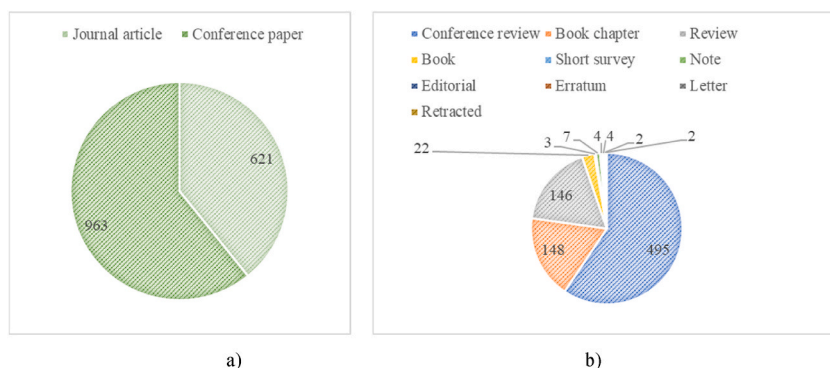 Journal article Conference paper
621
963
a)
Conference review Book chapter Review
Book Short survey Note
Editorial Erratum Letter
Retracted
22 3 7 4 4 2 2
146
148 495
b)